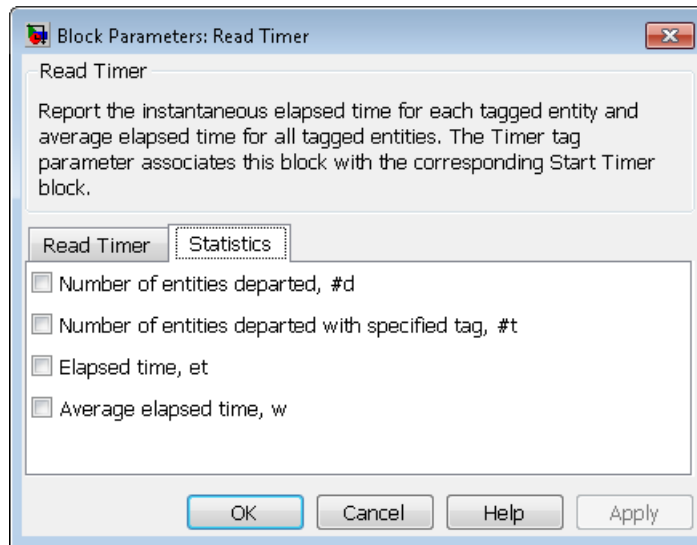 Block Parameters: Read Timer
Read Timer
Report the instantaneous elapsed time for each tagged entity and
average elapsed time for all tagged entities. The Timer tag
parameter associates this block with the corresponding Start Timer
block.
Read Timer Statistics
Number of entities departed, #d
Number of entities departed with specified tag, #t
Elapsed time, et
Average elapsed time, w
OK Cancel Help Apply